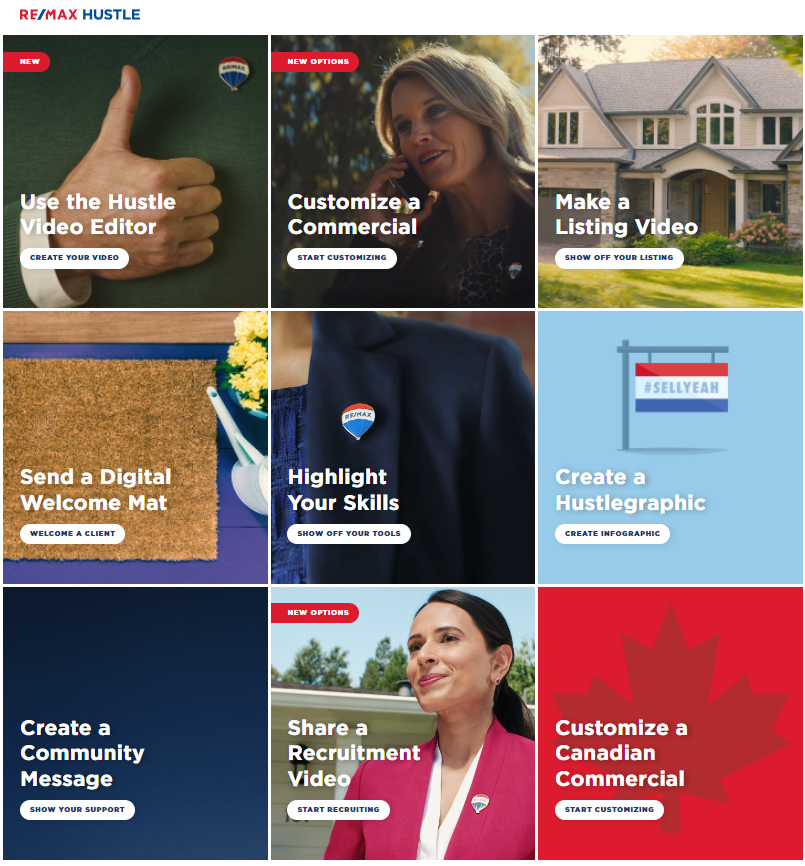 RE/MAX HUSTLE
NEW
RE/MAX
Use the Hustle
Video Editor
CREATE YOUR VIDEO
NEW OPTIONS
Customize a
Commercial
START CUSTOMIZING
Make a
Listing Video
SHOW OFF YOUR LISTING
Send a Digital
Welcome Mat
WELCOME A CLIENT
RE/MAX
Highlight
Your Skills
SHOW OFF YOUR TOOLS
#SELLYEAH
Create a
Hustlegraphic
CREATE INFOGRAPHIC
Create a
Community
Message
SHOW YOUR SUPPORT
NEW OPTIONS
Share a
Recruitment
Video
START RECRUITING
Customize a
Canadian
Commercial
START CUSTOMIZING